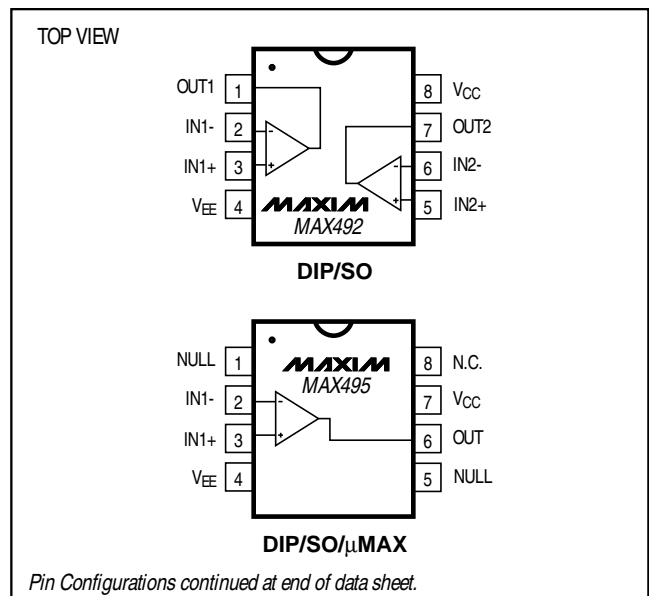 TOP VIEW
OUT1 1
IN1- 2
IN1+ 3
VEE 4
8 VCC
7 OUT2
6 IN2-
5 IN2+
- +
- +
MAXIM
MAX492
DIP/SO
NULL 1
IN1- 2
IN1+ 3
VEE 4
8 N.C.
7 VCC
6 OUT
5 NULL
- +
MAXIM
MAX495
DIP/SO/μMAX
Pin Configurations continued at end of data sheet.